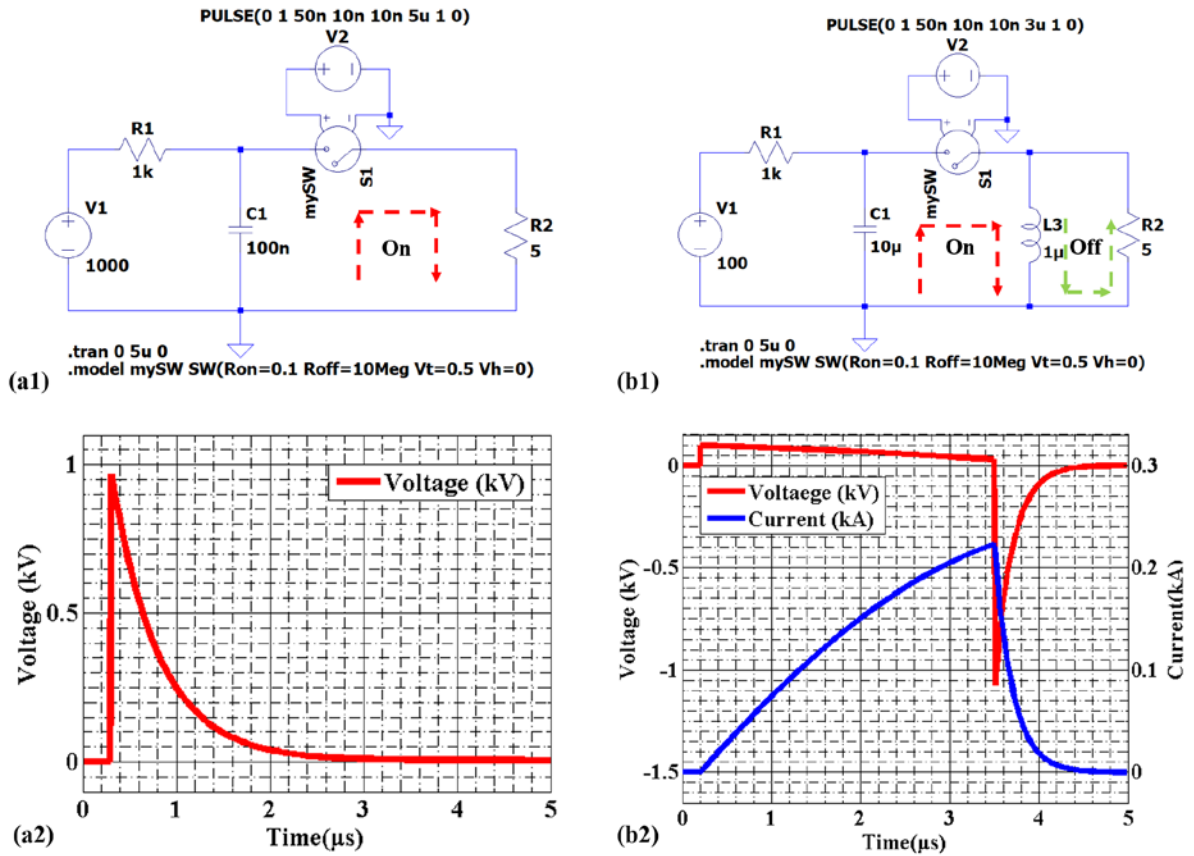 PULSE(0 1 50n 10n 10n 5u 1 0)
V2
R1
1k
mySW
S1
V1
1000
C1
100n
On
R2
5
.tran 0 5u 0
.model mySW SW(Ron=0.1 Roff=10Meg Vt=0.5 Vh=0)
(a1)
PULSE(0 1 50n 10n 10n 3u 1 0)
V2
R1
1k
mySW
S1
V1
100
C1
10µ
On
L3
1µ
Off
R2
5
.tran 0 5u 0
.model mySW SW(Ron=0.1 Roff=10Meg Vt=0.5 Vh=0)
(b1)
Voltage (kV)
1
0.5
0
Voltage (kV)
0 1 2 3 4 5
Time(µs)
(a2)
Voltage (kV)
0
-0.5
-1
-1.5
Voltaege (kV)
Current (kA)
0.3
0.2
0.1
0
Current(kA)
0 1 2 3 4 5
Time(µs)
(b2)